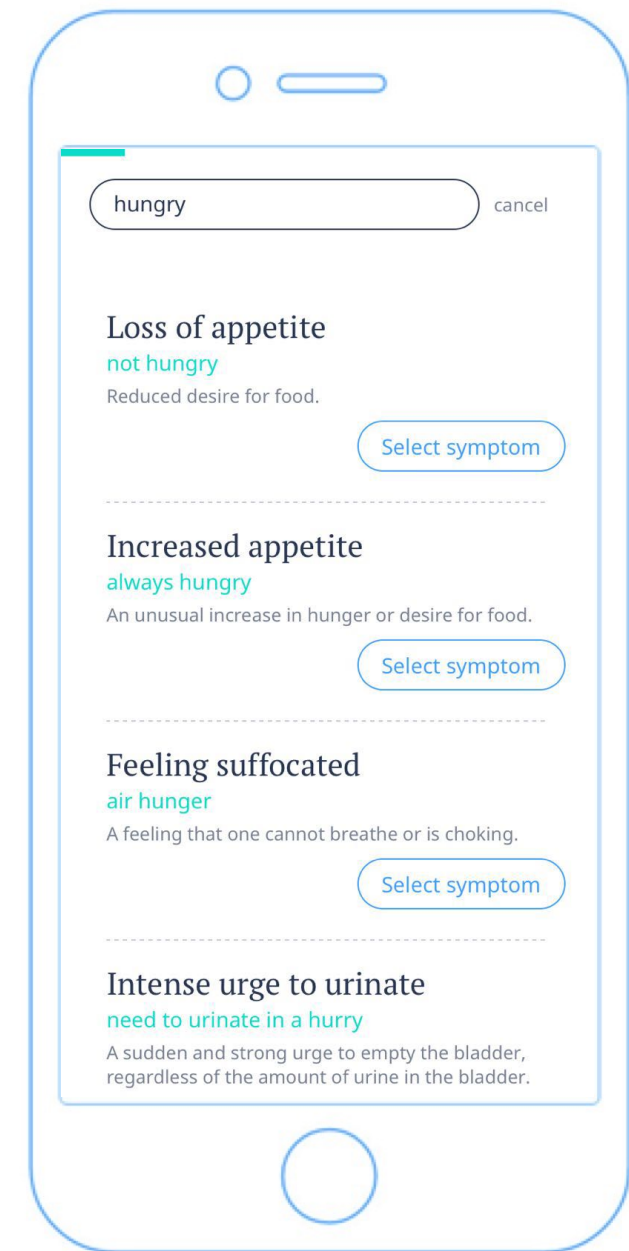 hungry
cancel
Loss of appetite
not hungry
Reduced desire for food.
Select symptom
Increased appetite
always hungry
An unusual increase in hunger or desire for food.
Select symptom
Feeling suffocated
air hunger
A feeling that one cannot breathe or is choking.
Select symptom
Intense urge to urinate
need to urinate in a hurry
A sudden and strong urge to empty the bladder,
regardless of the amount of urine in the bladder.